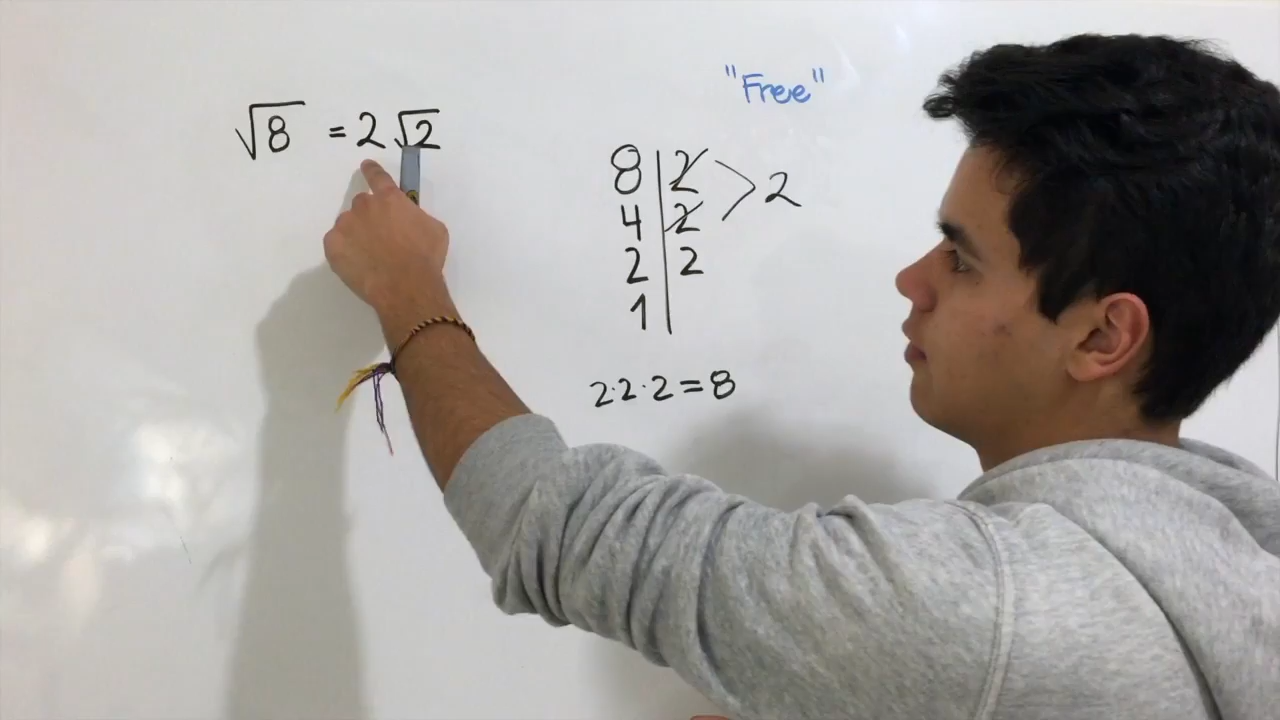 "Free"
√8 = 2 √2
8 | 2 > 2
4 | 2
2 | 2
1 |
2·2·2=8